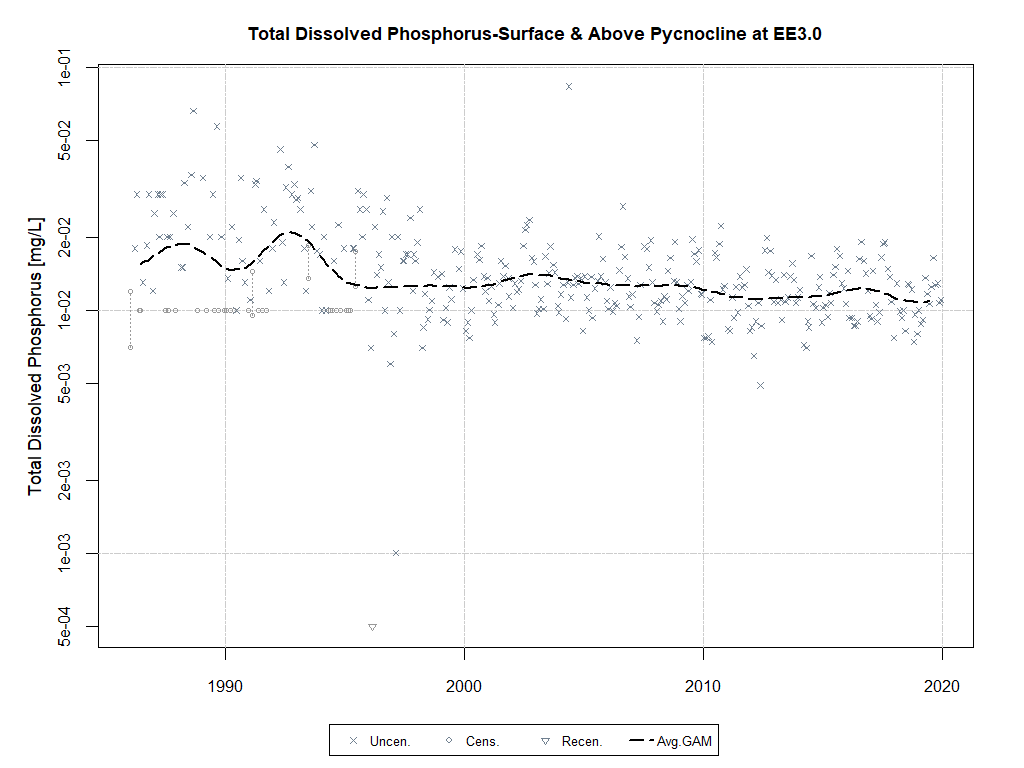 Total Dissolved Phosphorus-Surface & Above Pycnocline at EE3.0
Total Dissolved Phosphorus [mg/L]
1e-01
5e-02
2e-02
1e-02
5e-03
2e-03
1e-03
5e-04
1990 2000 2010 2020
Uncen. Cens. Recen. Avg.GAM